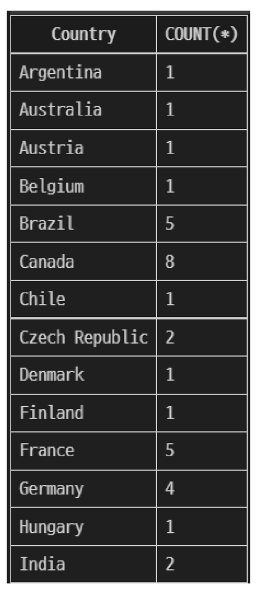 Country COUNT(*)
Argentina 1
Australia 1
Austria 1
Belgium 1
Brazil 5
Canada 8
Chile 1
Czech Republic 2
Denmark 1
Finland 1
France 5
Germany 4
Hungary 1
India 2